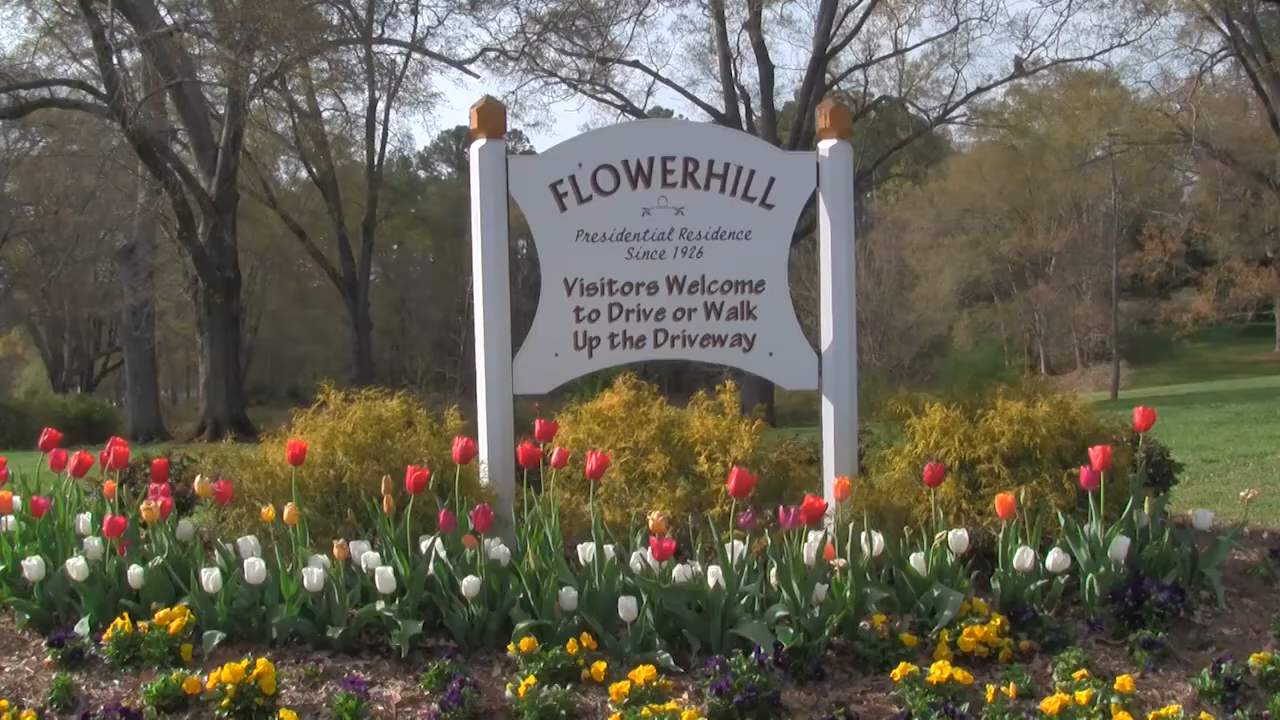 FLOWERHILL
Presidential Residence
Since 1926
Visitors Welcome
to Drive or Walk
Up the Driveway